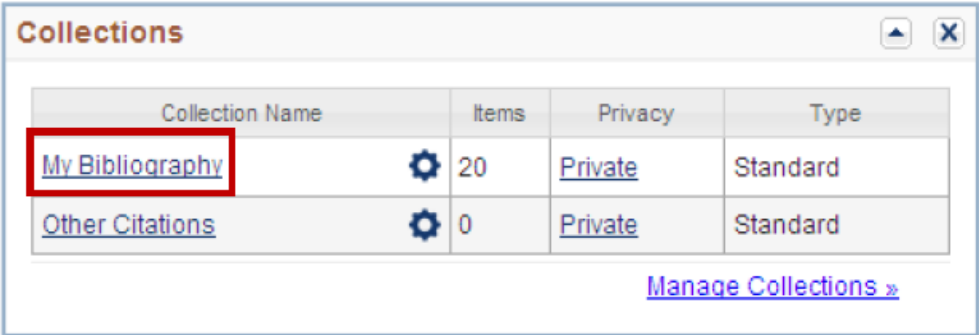 Collections
Collection Name Items Privacy Type
My Bibliography 20 Private Standard
Other Citations 0 Private Standard
Manage Collections »